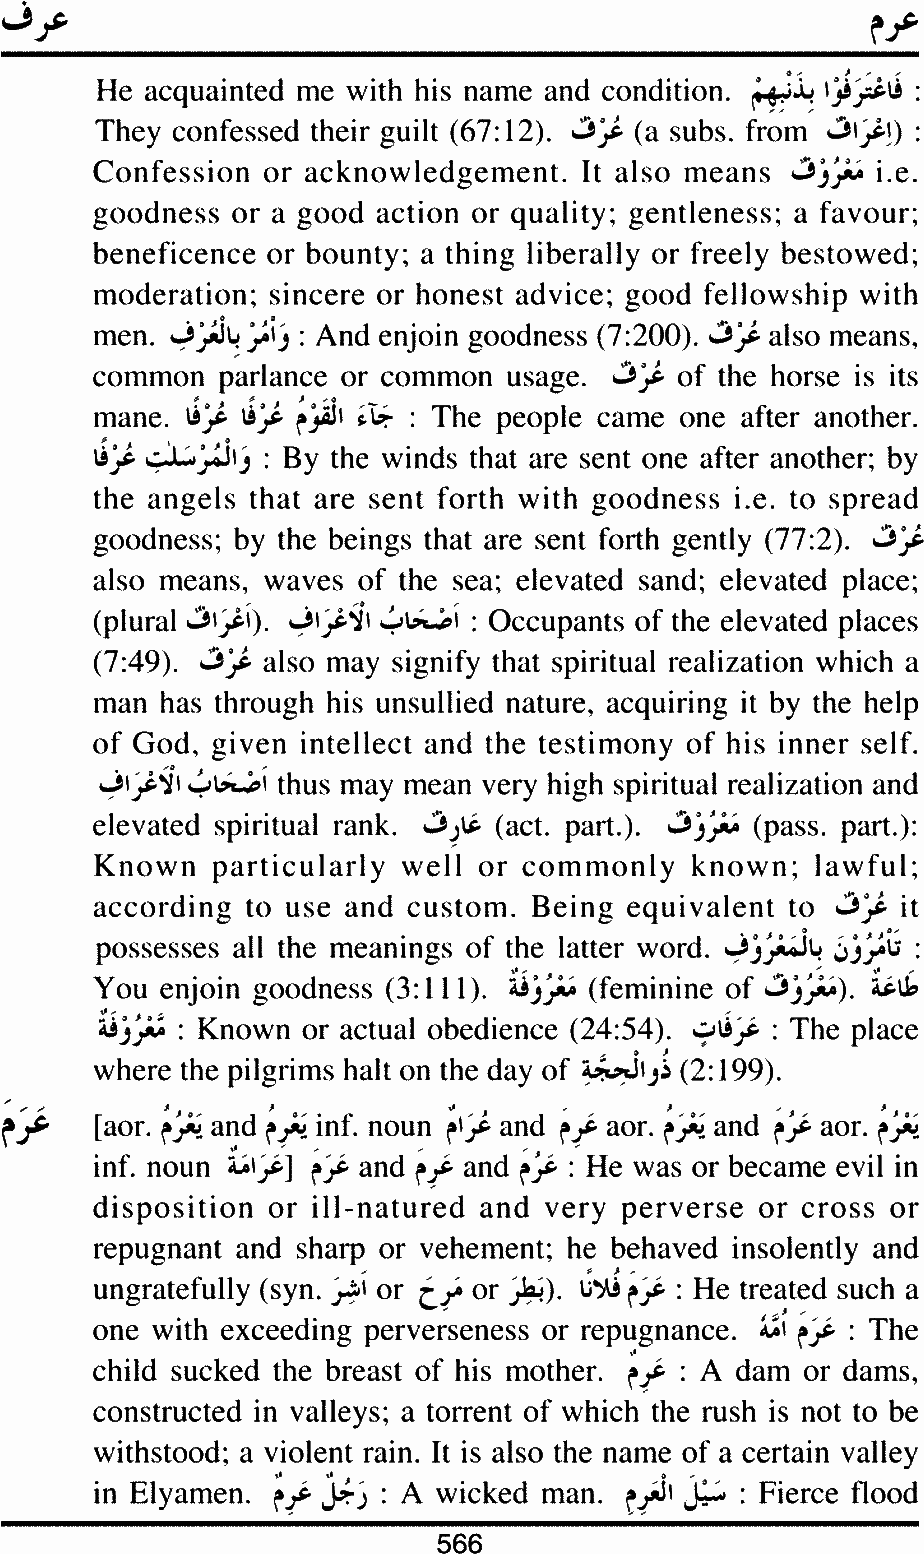 عرف عرم
He acquainted me with his name and condition. فَاعْتَرَفُوْا بِذَنْبِهِمْ :
They confessed their guilt (67:12). عُرْفٌ (a subs. from اِعْرَافٌ) :
Confession or acknowledgement. It also means مَعْرُوْفٌ i.e.
goodness or a good action or quality; gentleness; a favour;
beneficence or bounty; a thing liberally or freely bestowed;
moderation; sincere or honest advice; good fellowship with
men. وَأْمُرْ بِالْعُرْفِ : And enjoin goodness (7:200). عُرْفٌ also means,
common parlance or common usage. عُرْفٌ of the horse is its
mane. جَآءَ الْقَوْمُ عُرْفًا عُرْفًا : The people came one after another.
وَالْمُرْسَلٰتِ عُرْفًا : By the winds that are sent one after another; by
the angels that are sent forth with goodness i.e. to spread
goodness; by the beings that are sent forth gently (77:2). عُرْفٌ
also means, waves of the sea; elevated sand; elevated place;
(plural أَعْرَافٌ). أَصْحَابُ الْاَعْرَافِ : Occupants of the elevated places
(7:49). عُرْفٌ also may signify that spiritual realization which a
man has through his unsullied nature, acquiring it by the help
of God, given intellect and the testimony of his inner self.
أَصْحَابُ الْاَعْرَافِ thus may mean very high spiritual realization and
elevated spiritual rank. عَارِفٌ (act. part.). مَعْرُوْفٌ (pass. part.):
Known particularly well or commonly known; lawful;
according to use and custom. Being equivalent to عُرْفٌ it
possesses all the meanings of the latter word. تَأْمُرُوْنَ بِالْمَعْرُوْفِ :
You enjoin goodness (3:111). مَعْرُوْفَةٌ (feminine of مَعْرُوْفٌ). طَاعَةٌ
مَعْرُوْفَةٌ : Known or actual obedience (24:54). عَرَفَاتٍ : The place
where the pilgrims halt on the day of ذُوالْحِجَّةِ (2:199).
عَرَمَ [aor. يَعْرُمُ and يَعْرِمُ inf. noun عُرَامٌ and عَرِمَ aor. يَعْرَمُ and عَرُمَ aor. يَعْرُمُ
inf. noun عَرَامَةٌ] عَرَمَ and عَرِمَ and عَرُمَ : He was or became evil in
disposition or ill-natured and very perverse or cross or
repugnant and sharp or vehement; he behaved insolently and
ungratefully (syn. أَشِرَ or مَرِحَ or بَطِرَ). عَرَمَ فُلَانًا : He treated such a
one with exceeding perverseness or repugnance. عَرَمَ اُمَّهُ : The
child sucked the breast of his mother. عَرِمٌ : A dam or dams,
constructed in valleys; a torrent of which the rush is not to be
withstood; a violent rain. It is also the name of a certain valley
in Elyamen. رَجُلٌ عَرِمٌ : A wicked man. سَيْلَ الْعَرِمِ : Fierce flood
566